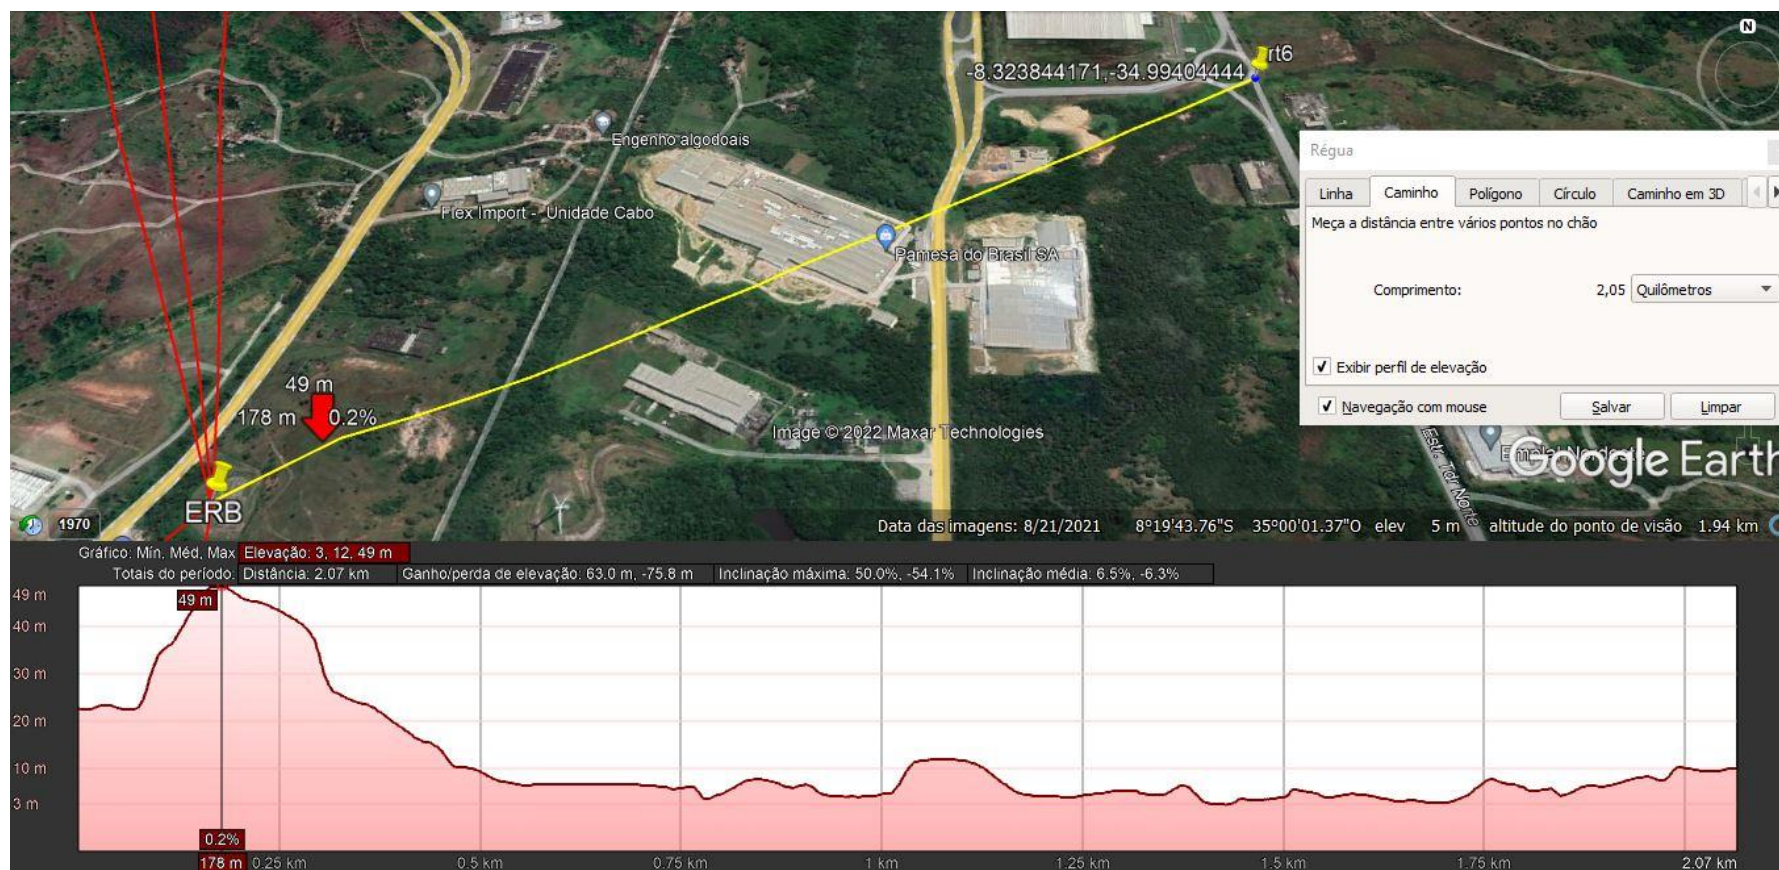 N
rt6
-8.323844171,-34.99404444
Engenho algodoais
Flex Import - Unidade Cabo
Pamesa do Brasil SA
Régua
Linha Caminho Polígono Círculo Caminho em 3D
Meça a distância entre vários pontos no chão
Comprimento: 2,05 Quilômetros
Exibir perfil de elevação
Navegação com mouse Salvar Limpar
49 m
178 m 0.2%
ERB
Image © 2022 Maxar Technologies
Estr. Tdr Norte
Google Earth
1970
Data das imagens: 8/21/2021 8º19'43.76"S 35º00'01.37"O elev 5 m altitude do ponto de visão 1.94 km
Gráfico: Mín, Méd, Max Elevação: 3, 12, 49 m
Totais do período: Distância: 2.07 km Ganho/perda de elevação: 63.0 m, -75.8 m Inclinação máxima: 50.0%, -54.1% Inclinação média: 6.5%, -6.3%
49 m
49 m
40 m
30 m
20 m
10 m
3 m
0.2%
178 m 0.25 km 0.5 km 0.75 km 1 km 1.25 km 1.5 km 1.75 km 2.07 km